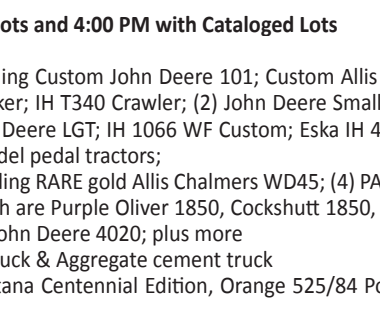 ots and 4:00 PM with Cataloged Lots
ing Custom John Deere 101; Custom Allis
ker; IH T340 Crawler; (2) John Deere Small
Deere LGT; IH 1066 WF Custom; Eska IH 4
del pedal tractors;
ling RARE gold Allis Chalmers WD45; (4) PA
h are Purple Oliver 1850, Cockshutt 1850,
ohn Deere 4020; plus more
uck & Aggregate cement truck
tana Centennial Edition, Orange 525/84 Po